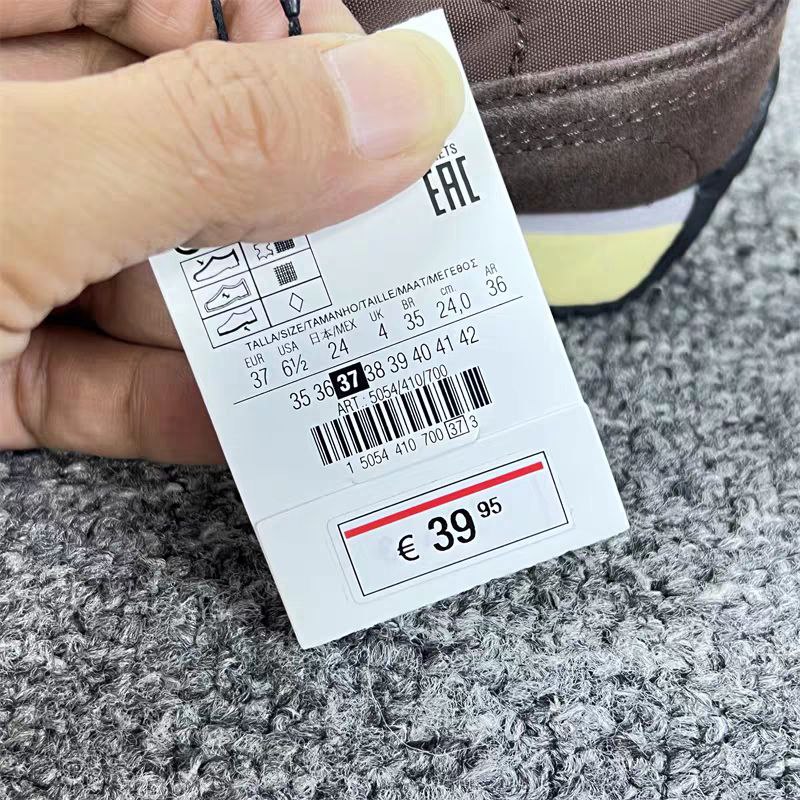 ETS
EAC
TALLA/SIZE/TAMANHO/TAILLE/MAAT/ΜΕΓΕΘΟΣ
EUR USA 日本/MEX UK BR cm AR
37 6½ 24 4 35 24,0 36
35 36 37 38 39 40 41 42
ART : 5054/410/700
1 5054 410 700 37 3
€ 39 95